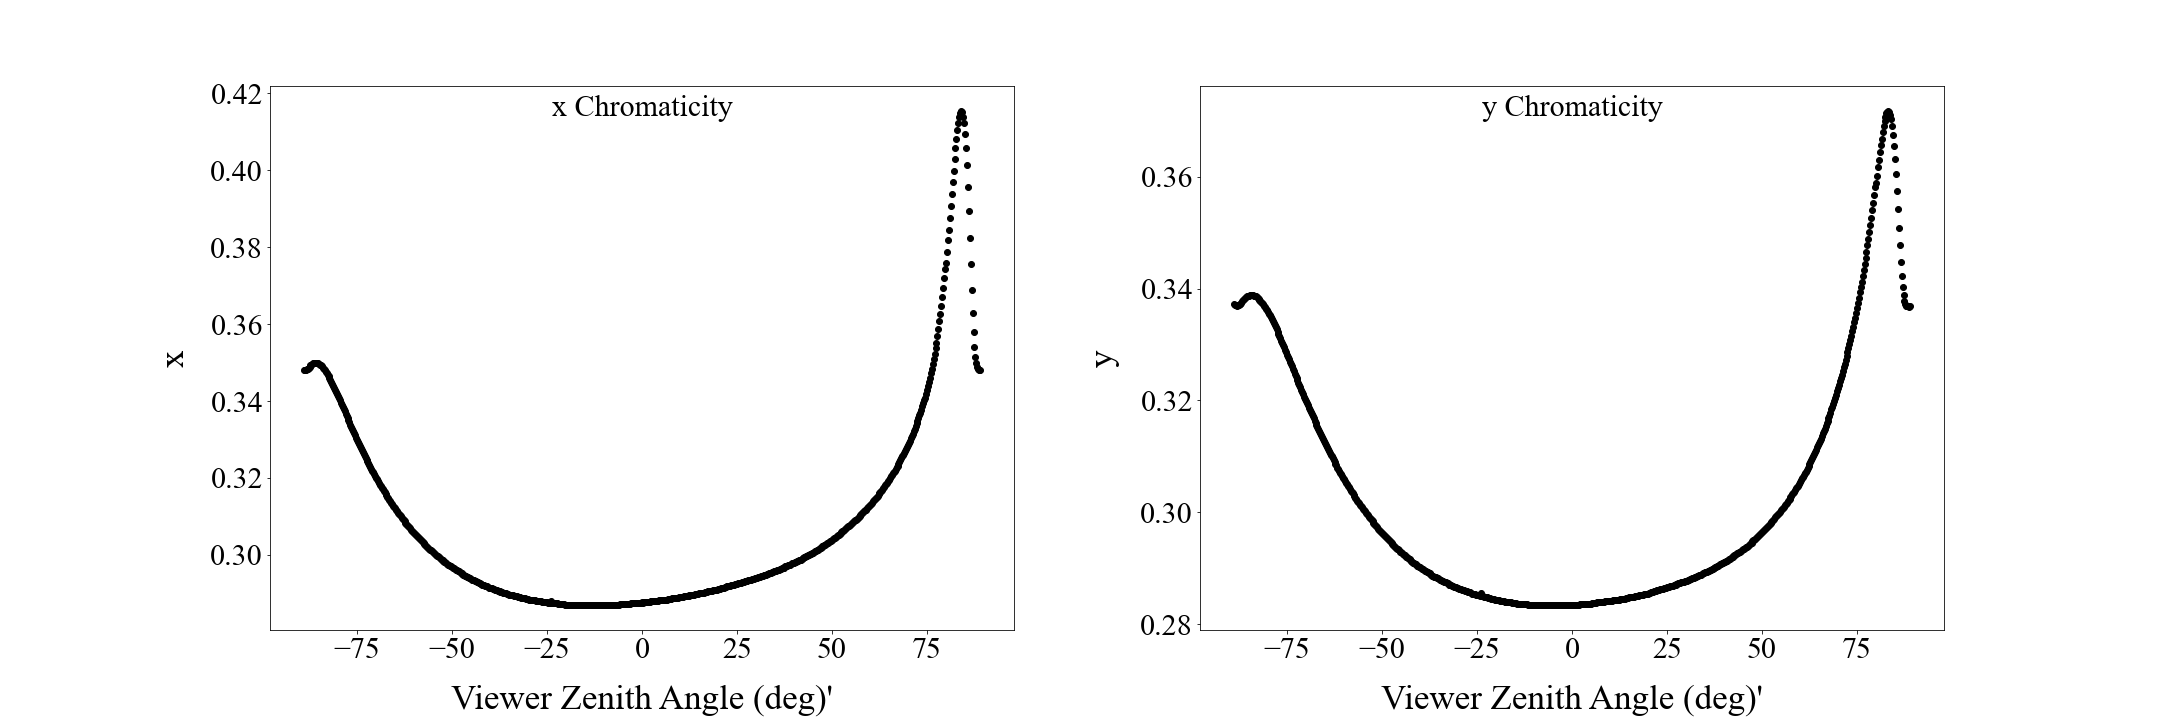 x Chromaticity
0.42
0.40
0.38
0.36
0.34
0.32
0.30
x
−75 −50 −25 0 25 50 75
Viewer Zenith Angle (deg)'
y Chromaticity
0.36
0.34
0.32
0.30
0.28
y
−75 −50 −25 0 25 50 75
Viewer Zenith Angle (deg)'